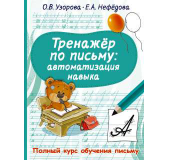 О.В. Узорова · Е.А. Нефёдова
Тренажёр
по письму:
автоматизация
навыка
А
Полный курс обучения письму